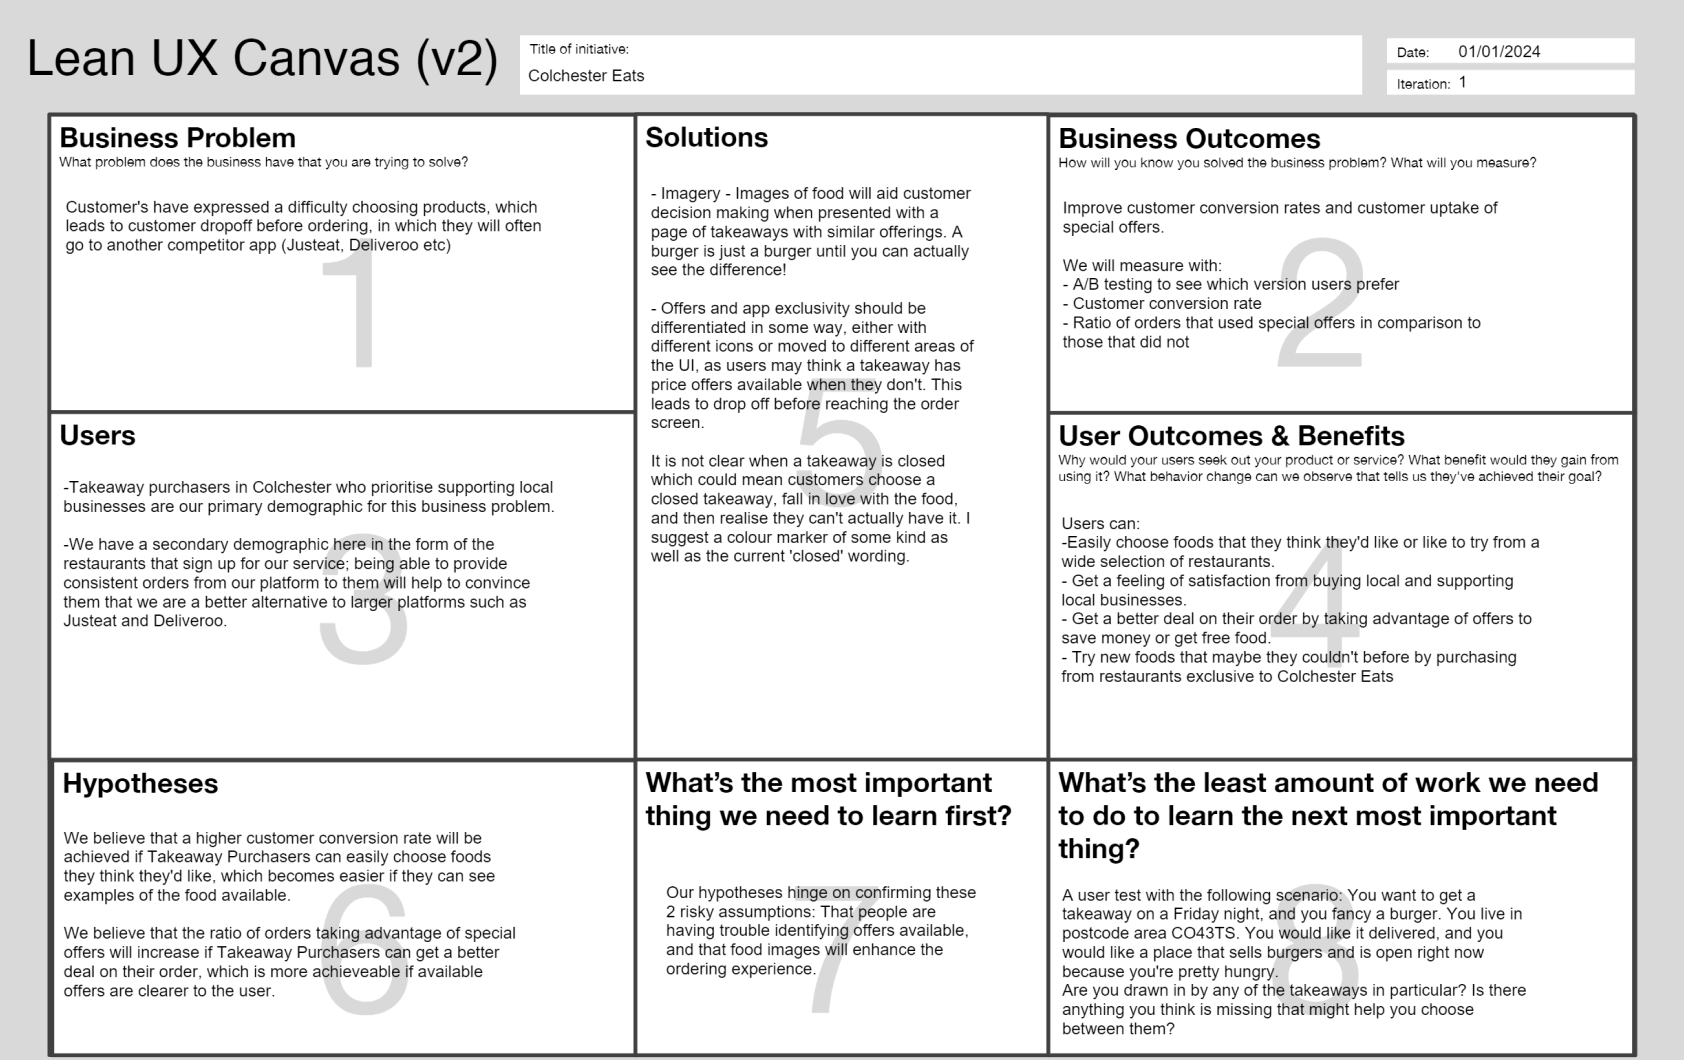 Lean UX Canvas (v2)
Title of initiative:
Colchester Eats
Date: 01/01/2024
Iteration: 1
Business Problem
What problem does the business have that you are trying to solve?
Customer's have expressed a difficulty choosing products, which
leads to customer dropoff before ordering, in which they will often
go to another competitor app (Justeat, Deliveroo etc)
1
Solutions
- Imagery - Images of food will aid customer
decision making when presented with a
page of takeaways with similar offerings. A
burger is just a burger until you can actually
see the difference!
- Offers and app exclusivity should be
differentiated in some way, either with
different icons or moved to different areas of
the UI, as users may think a takeaway has
price offers available when they don't. This
leads to drop off before reaching the order
screen.
It is not clear when a takeaway is closed
which could mean customers choose a
closed takeaway, fall in love with the food,
and then realise they can't actually have it. I
suggest a colour marker of some kind as
well as the current 'closed' wording.
5
Business Outcomes
How will you know you solved the business problem? What will you measure?
Improve customer conversion rates and customer uptake of
special offers.
We will measure with:
- A/B testing to see which version users prefer
- Customer conversion rate
- Ratio of orders that used special offers in comparison to
those that did not
2
Users
-Takeaway purchasers in Colchester who prioritise supporting local
businesses are our primary demographic for this business problem.
-We have a secondary demographic here in the form of the
restaurants that sign up for our service; being able to provide
consistent orders from our platform to them will help to convince
them that we are a better alternative to larger platforms such as
Justeat and Deliveroo.
3
User Outcomes & Benefits
Why would your users seek out your product or service? What benefit would they gain from
using it? What behavior change can we observe that tells us they've achieved their goal?
Users can:
-Easily choose foods that they think they'd like or like to try from a
wide selection of restaurants.
- Get a feeling of satisfaction from buying local and supporting
local businesses.
- Get a better deal on their order by taking advantage of offers to
save money or get free food.
- Try new foods that maybe they couldn't before by purchasing
from restaurants exclusive to Colchester Eats
4
Hypotheses
We believe that a higher customer conversion rate will be
achieved if Takeaway Purchasers can easily choose foods
they think they'd like, which becomes easier if they can see
examples of the food available.
We believe that the ratio of orders taking advantage of special
offers will increase if Takeaway Purchasers can get a better
deal on their order, which is more achieveable if available
offers are clearer to the user.
6
What's the most important
thing we need to learn first?
Our hypotheses hinge on confirming these
2 risky assumptions: That people are
having trouble identifying offers available,
and that food images will enhance the
ordering experience.
7
What's the least amount of work we need
to do to learn the next most important
thing?
A user test with the following scenario: You want to get a
takeaway on a Friday night, and you fancy a burger. You live in
postcode area CO43TS. You would like it delivered, and you
would like a place that sells burgers and is open right now
because you're pretty hungry.
Are you drawn in by any of the takeaways in particular? Is there
anything you think is missing that might help you choose
between them?
8